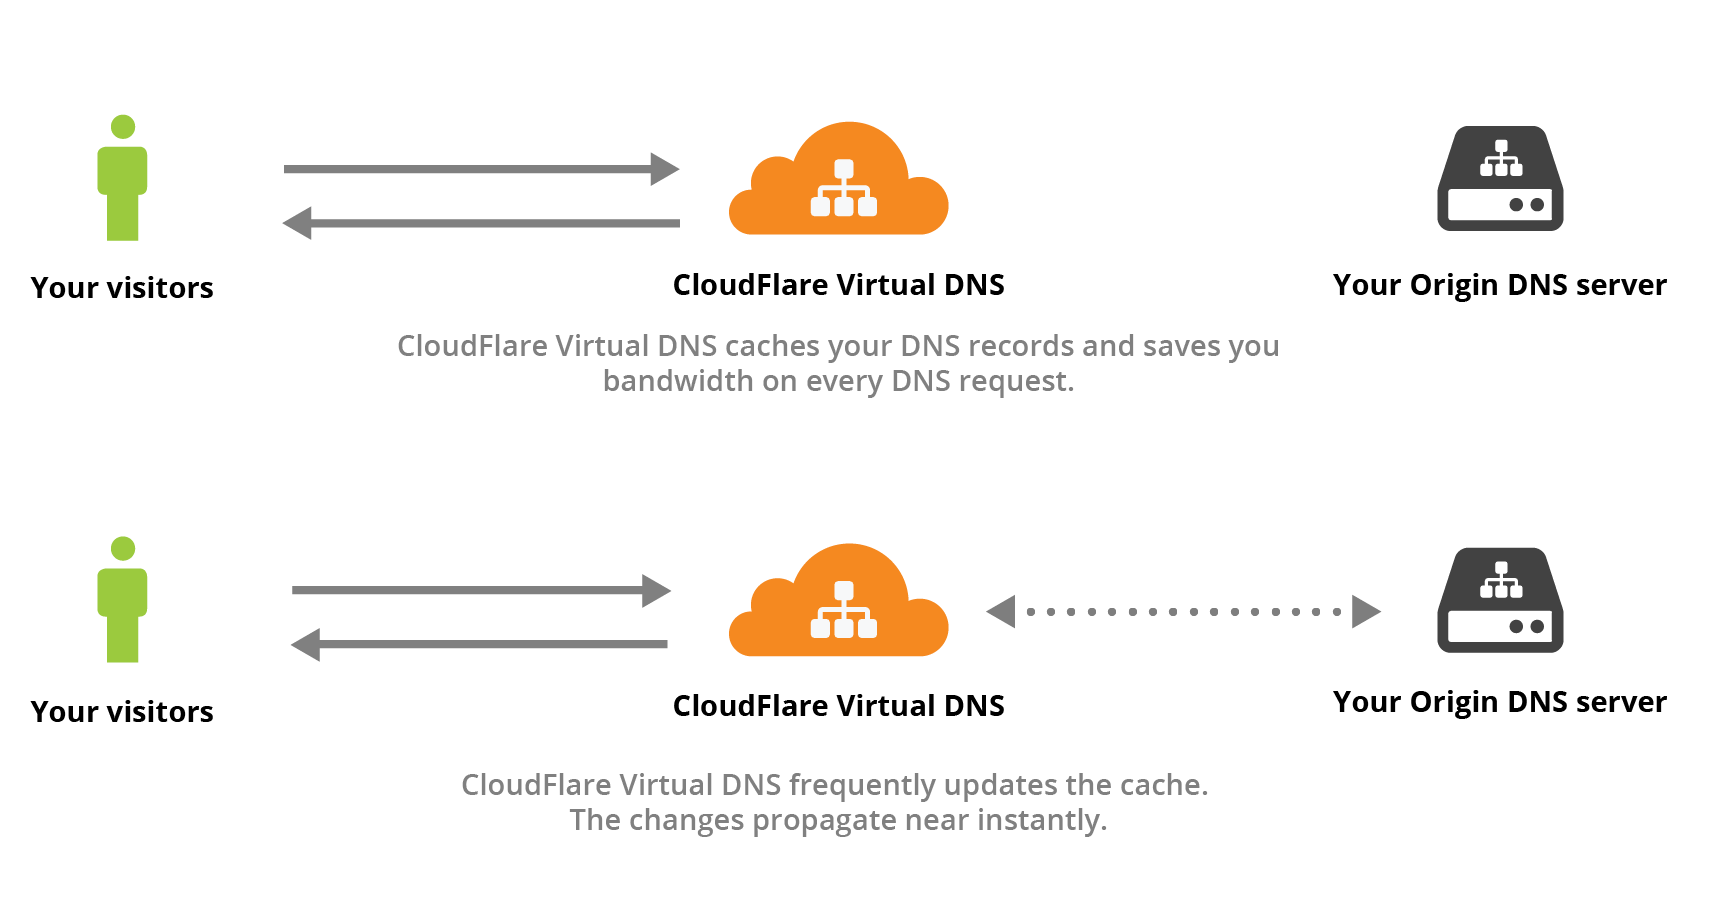 Your visitors
CloudFlare Virtual DNS
Your Origin DNS server
CloudFlare Virtual DNS caches your DNS records and saves you
bandwidth on every DNS request.
Your visitors
CloudFlare Virtual DNS
Your Origin DNS server
CloudFlare Virtual DNS frequently updates the cache.
The changes propagate near instantly.